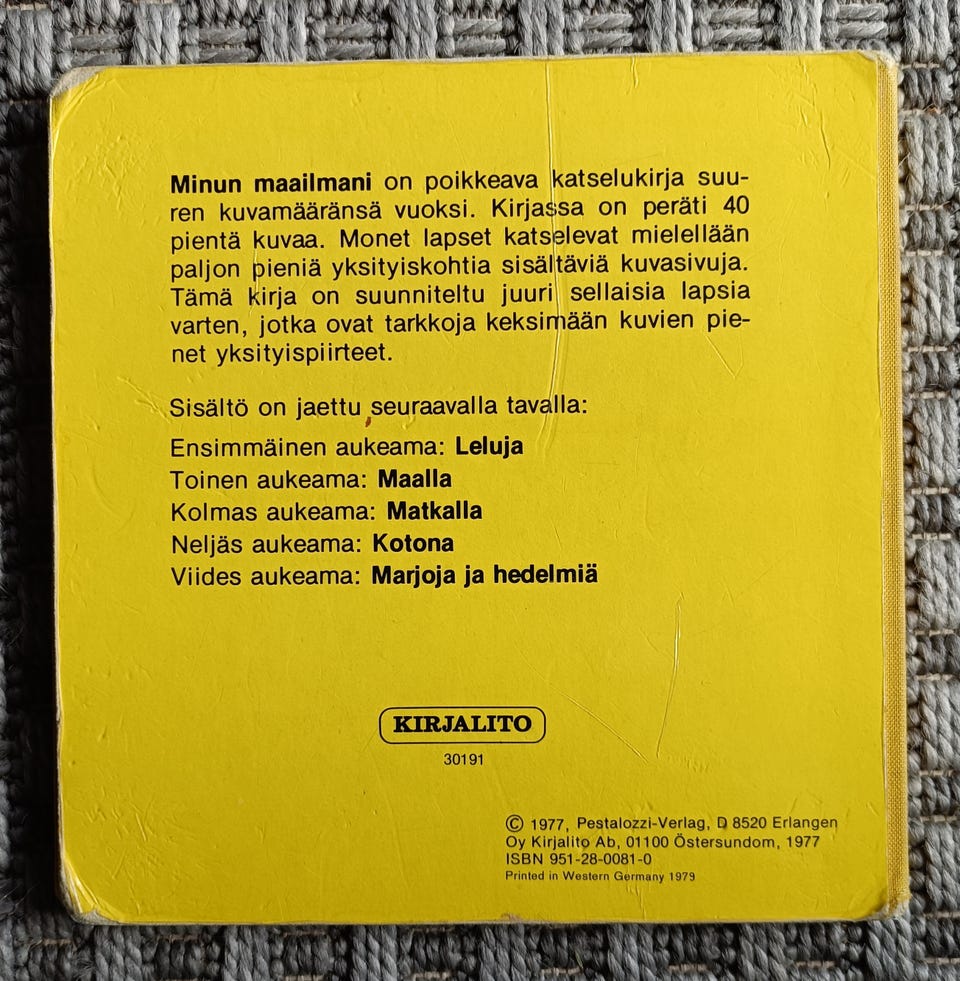 Minun maailmani on poikkeava katselukirja suu-
ren kuvamääränsä vuoksi. Kirjassa on peräti 40
pientä kuvaa. Monet lapset katselevat mielellään
paljon pieniä yksityiskohtia sisältäviä kuvasivuja.
Tämä kirja on suunniteltu juuri sellaisia lapsia
varten, jotka ovat tarkkoja keksimään kuvien pie-
net yksityispiirteet.
Sisältö on jaettu seuraavalla tavalla:
Ensimmäinen aukeama: Leluja
Toinen aukeama: Maalla
Kolmas aukeama: Matkalla
Neljäs aukeama: Kotona
Viides aukeama: Marjoja ja hedelmiä
KIRJALITO
30191
© 1977, Pestalozzi-Verlag, D 8520 Erlangen
Oy Kirjalito Ab, 01100 Östersundom, 1977
ISBN 951-28-0081-0
Printed in Western Germany 1979